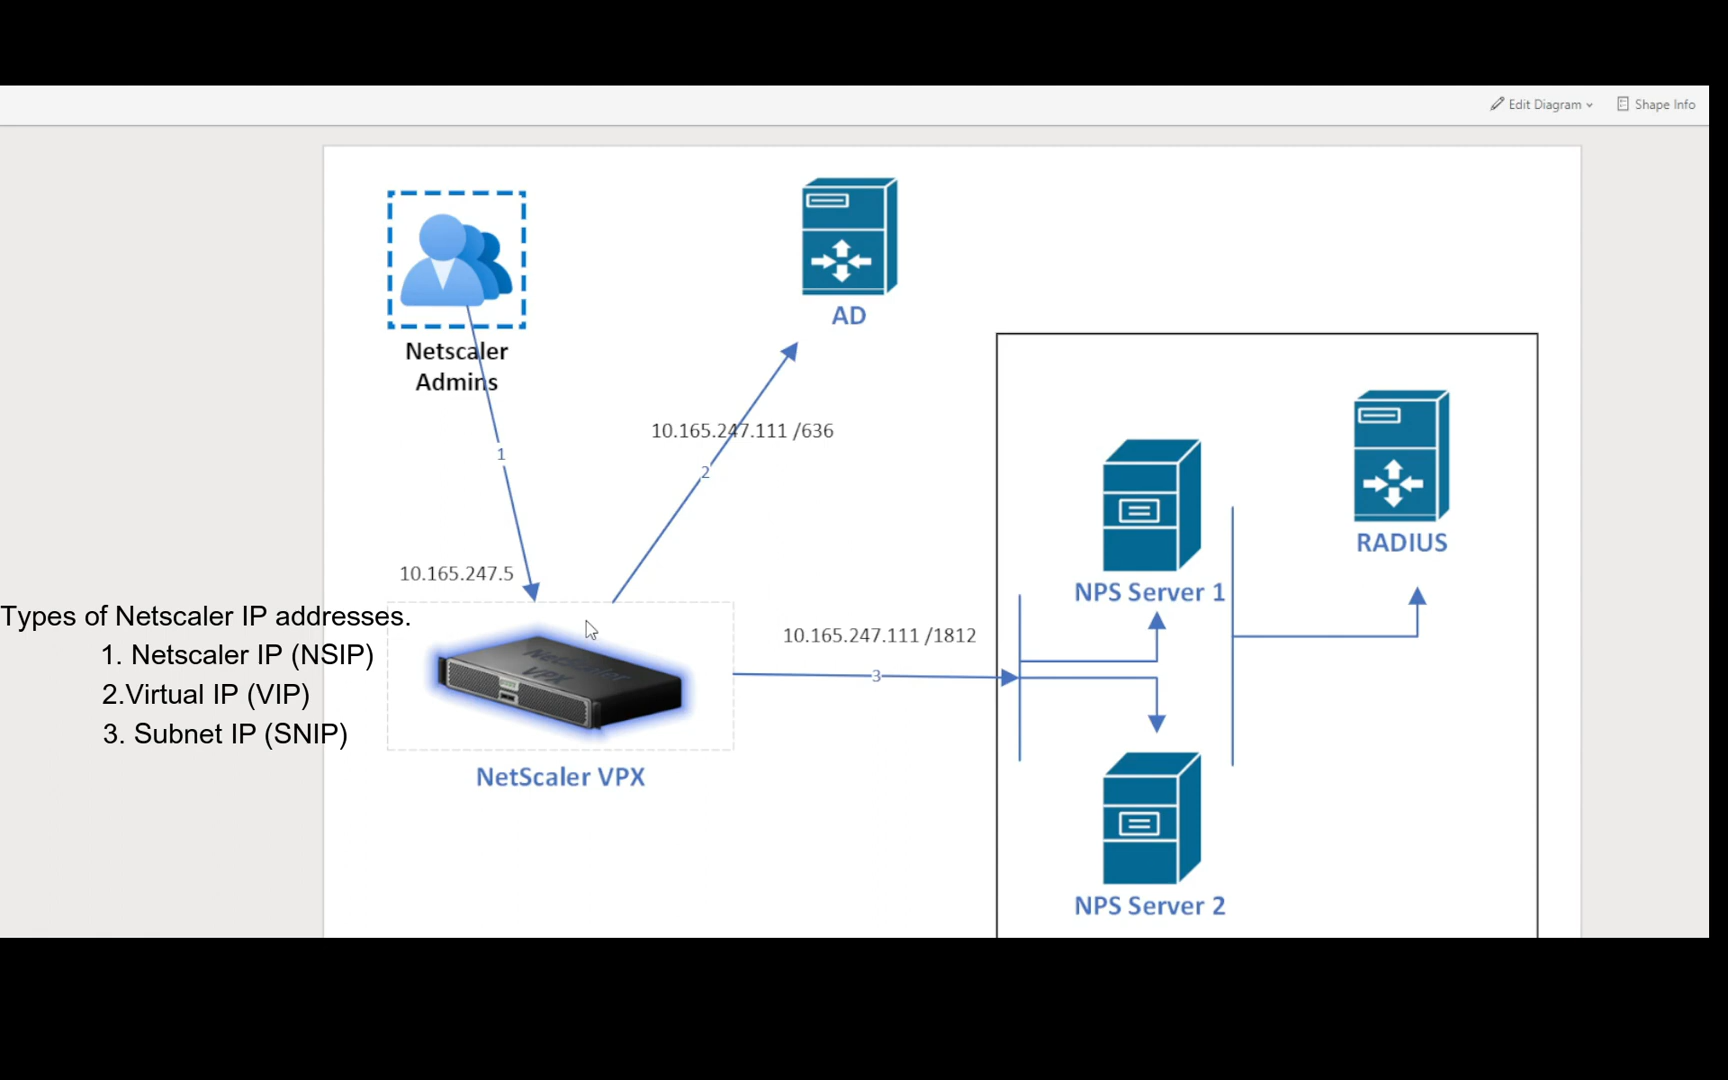 Edit Diagram
Shape Info
AD
Netscaler
Admins
10.165.247.111 /636
1
2
RADIUS
10.165.247.5
NPS Server 1
Types of Netscaler IP addresses.
10.165.247.111 /1812
1. Netscaler IP (NSIP)
NetScaler
VPX
3
2.Virtual IP (VIP)
3. Subnet IP (SNIP)
NetScaler VPX
NPS Server 2